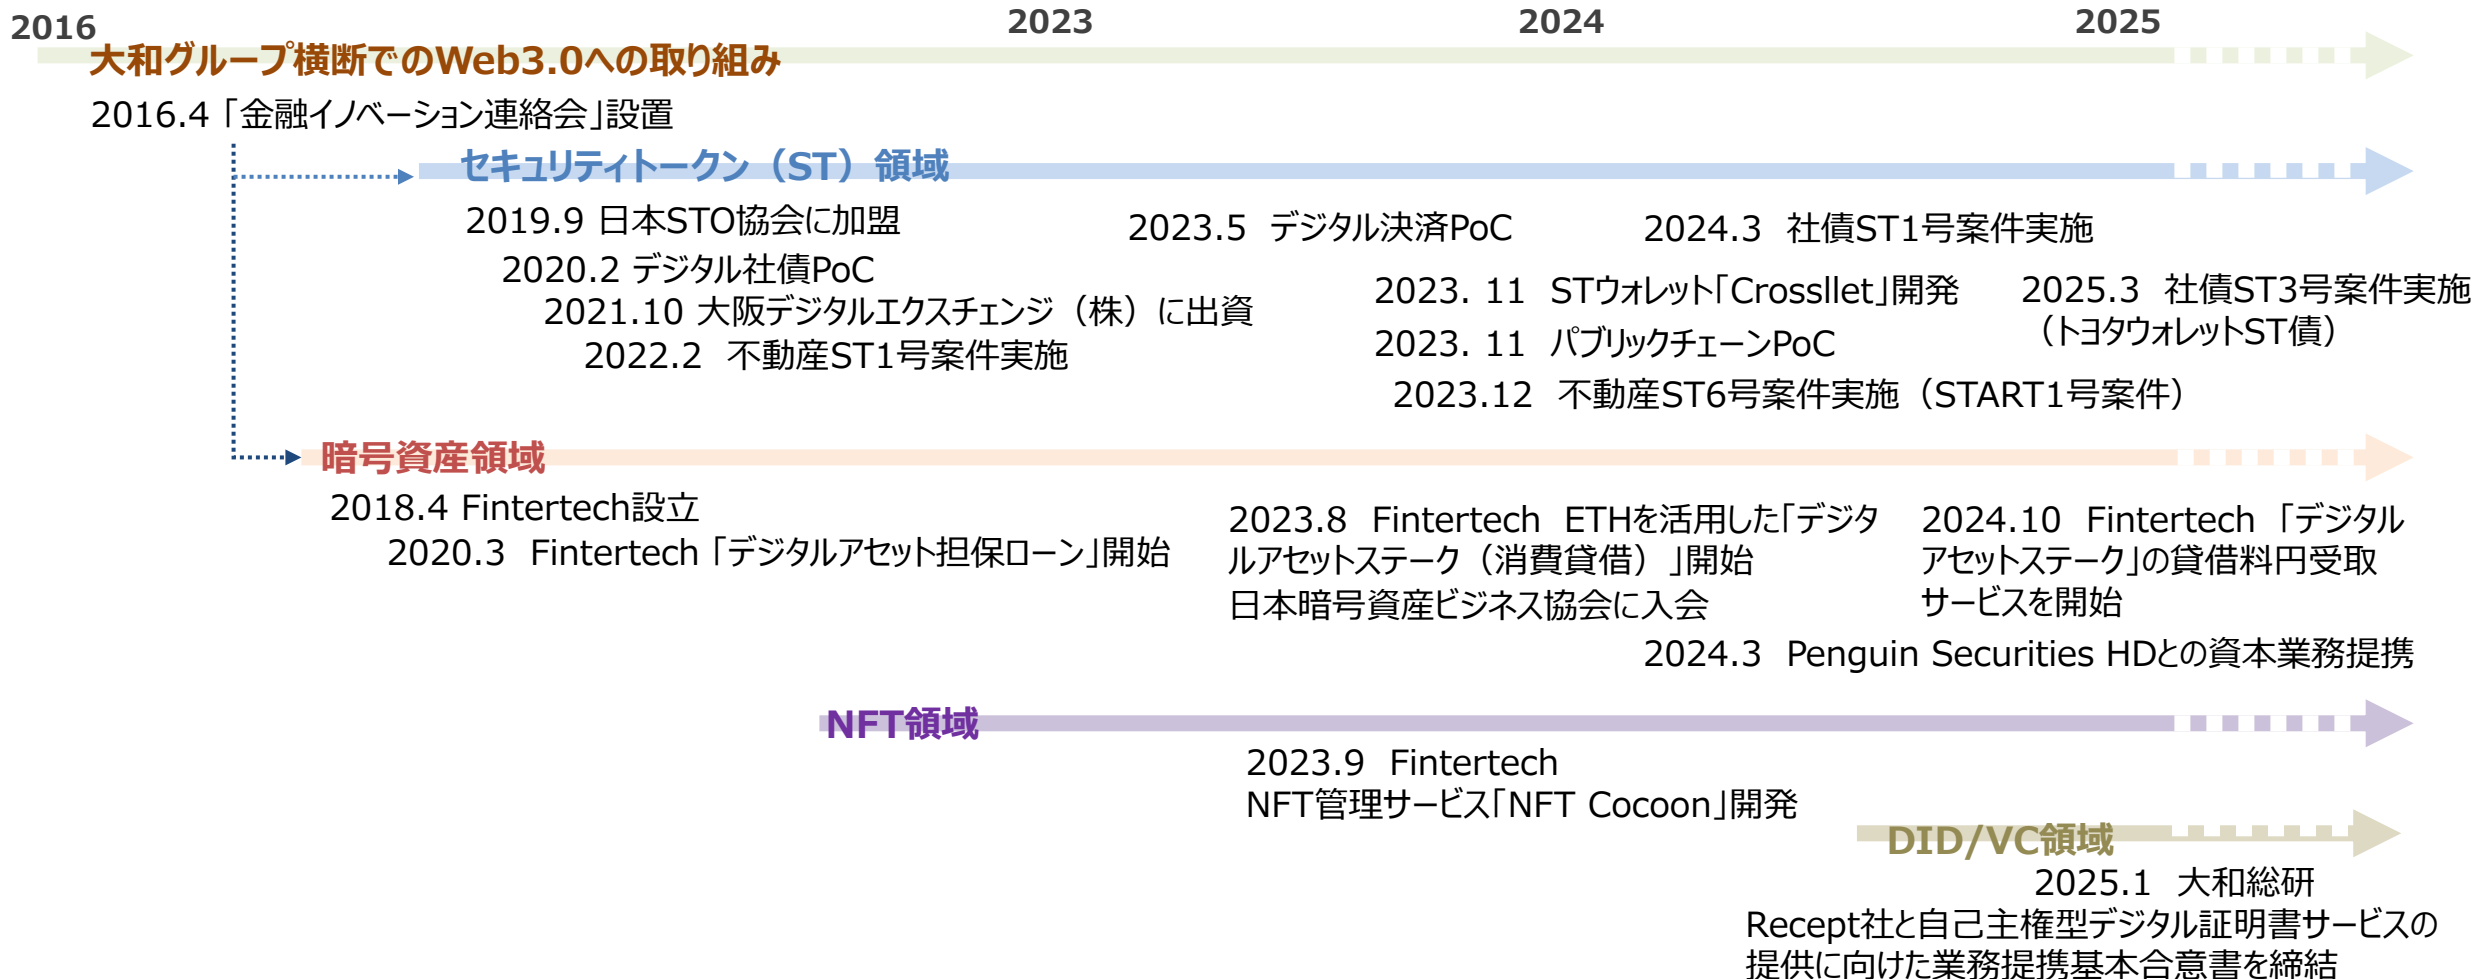 2016
2023
2024
2025
大和グループ横断でのWeb3.0への取り組み
2016.4「金融イノベーション連絡会」設置
セキュリティトークン（ST）領域
2019.9 日本STO協会に加盟
2020.2 デジタル社債PoC
2021.10 大阪デジタルエクスチェンジ（株）に出資
2022.2 不動産ST1号案件実施
2023.5 デジタル決済PoC
2023. 11 STウォレット「Crossllet」開発
2023. 11 パブリックチェーンPoC
2023.12 不動産ST6号案件実施（START1号案件）
2024.3 社債ST1号案件実施
2025.3 社債ST3号案件実施
（トヨタウォレットST債）
暗号資産領域
2018.4 Fintertech設立
2020.3 Fintertech「デジタルアセット担保ローン」開始
2023.8 Fintertech ETHを活用した「デジタ
ルアセットステーク（消費貸借）」開始
日本暗号資産ビジネス協会に入会
2024.10 Fintertech「デジタル
アセットステーク」の貸借料円受取
サービスを開始
2024.3 Penguin Securities HDとの資本業務提携
NFT領域
2023.9 Fintertech
NFT管理サービス「NFT Cocoon」開発
DID/VC領域
2025.1 大和総研
Recept社と自己主権型デジタル証明書サービスの
提供に向けた業務提携基本合意書を締結